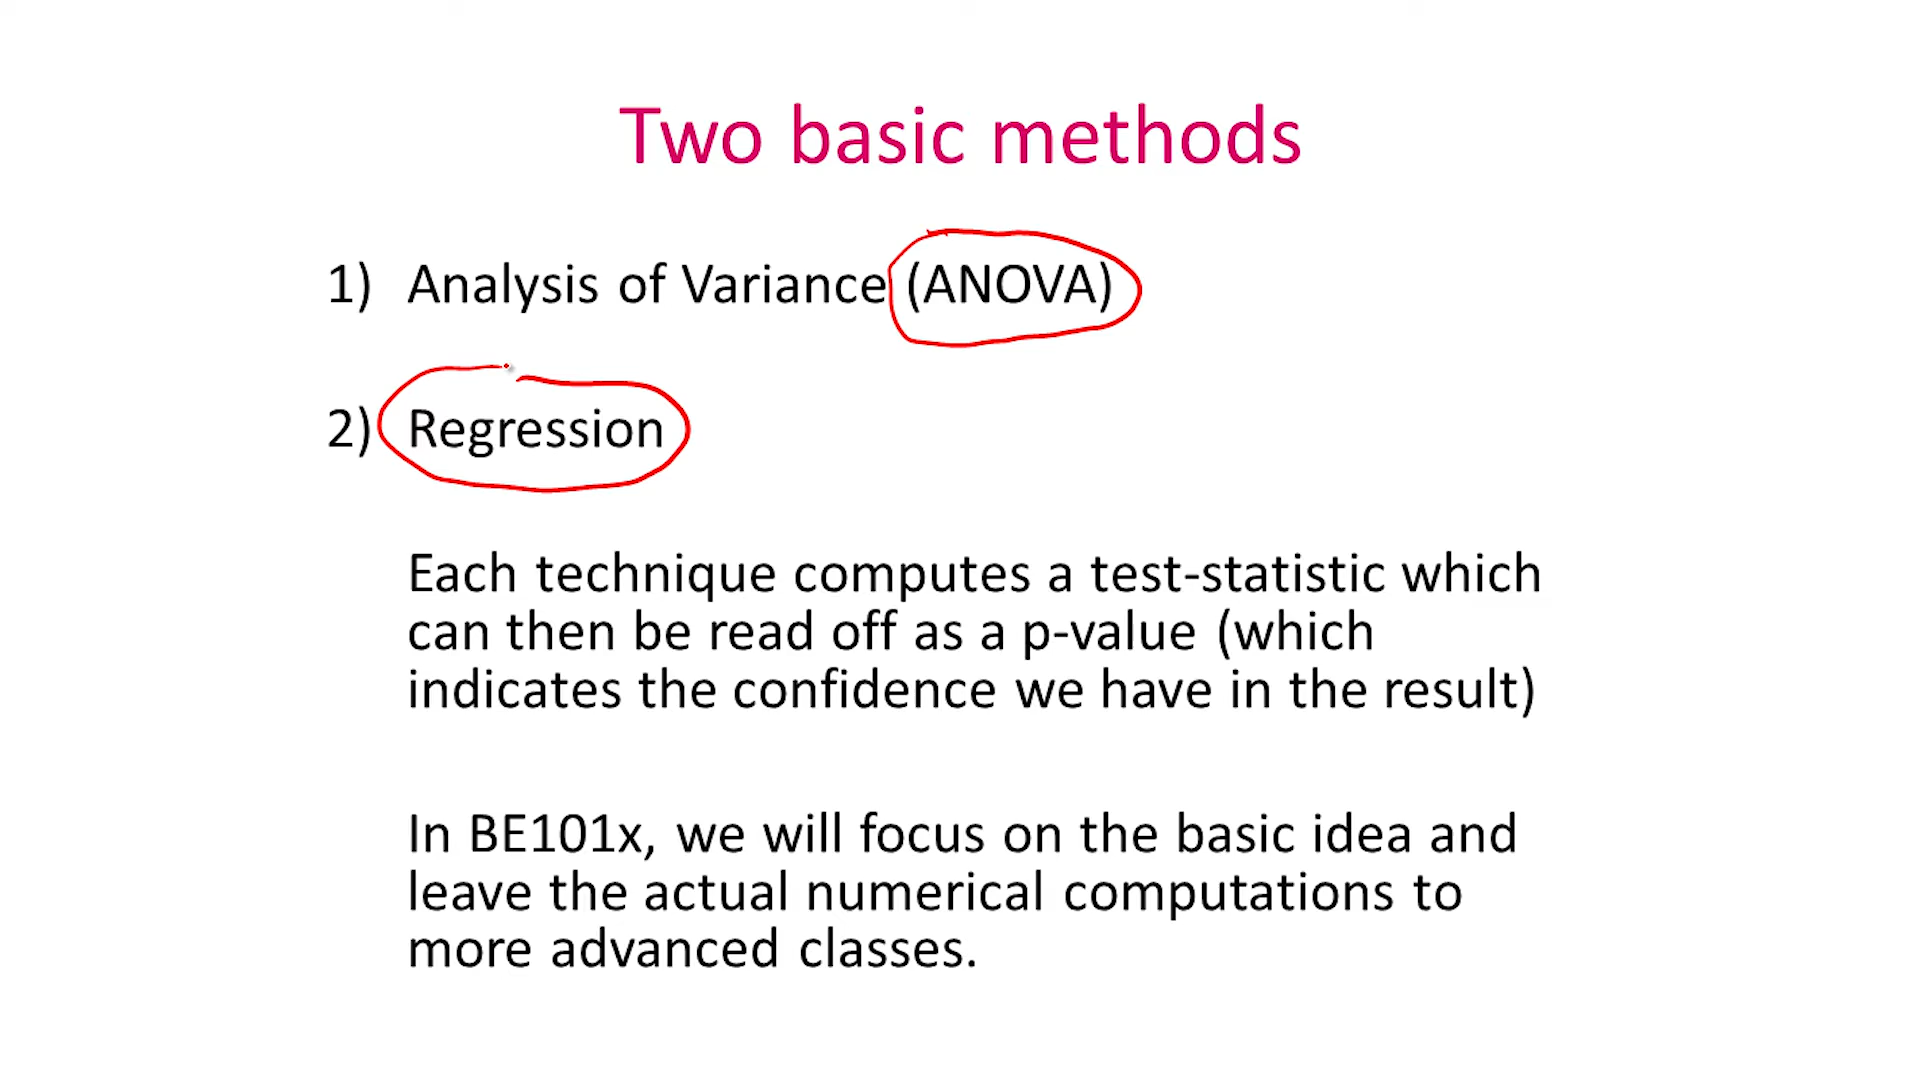 Two basic methods
1) Analysis of Variance (ANOVA)
2) Regression
Each technique computes a test-statistic which
can then be read off as a p-value (which
indicates the confidence we have in the result)
In BE101x, we will focus on the basic idea and
leave the actual numerical computations to
more advanced classes.